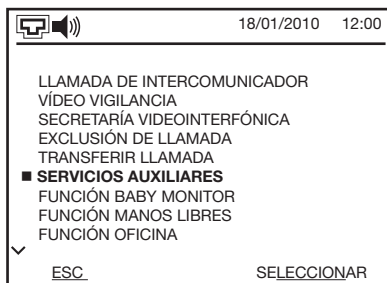 18/01/2010 12:00
LLAMADA DE INTERCOMUNICADOR
VÍDEO VIGILANCIA
SECRETARÍA VIDEOINTERFÓNICA
EXCLUSIÓN DE LLAMADA
TRANSFERIR LLAMADA
SERVICIOS AUXILIARES
FUNCIÓN BABY MONITOR
FUNCIÓN MANOS LIBRES
FUNCIÓN OFICINA
ESC SELECCIONAR